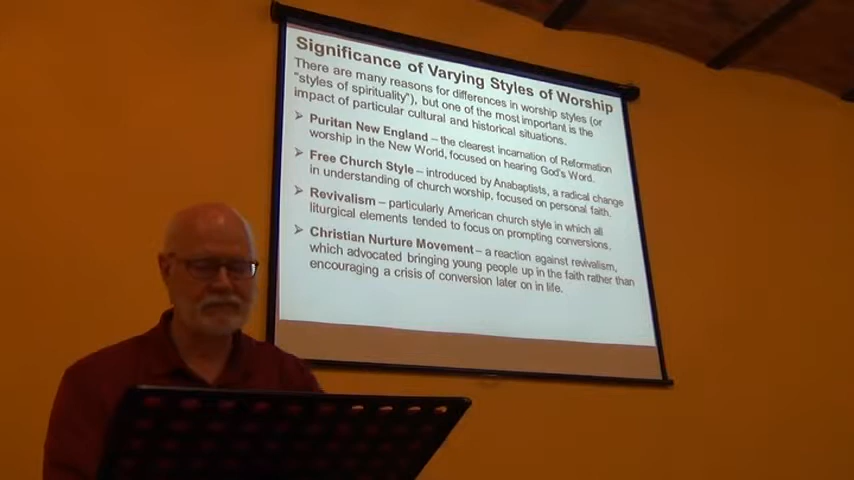 Significance of Varying Styles of Worship
There are many reasons for differences in worship styles (or
"styles of spirituality"), but one of the most important is the
impact of particular cultural and historical situations.
➢ Puritan New England – the clearest incarnation of Reformation
worship in the New World, focused on hearing God's Word.
➢ Free Church Style – introduced by Anabaptists, a radical change
in understanding of church worship, focused on personal faith.
➢ Revivalism – particularly American church style in which all
liturgical elements tended to focus on prompting conversions.
➢ Christian Nurture Movement – a reaction against revivalism,
which advocated bringing young people up in the faith rather than
encouraging a crisis of conversion later on in life.